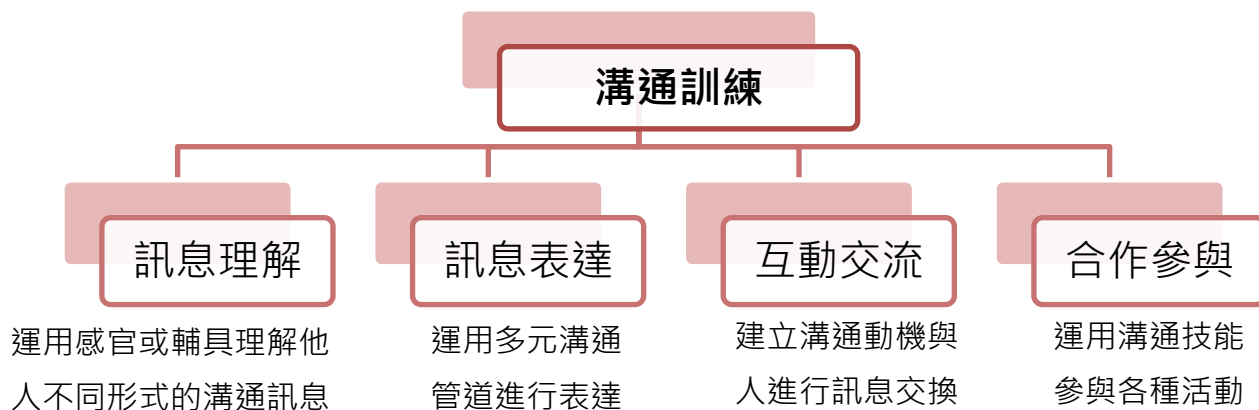 溝通訓練
訊息理解
運用感官或輔具理解他
人不同形式的溝通訊息
訊息表達
運用多元溝通
管道進行表達
互動交流
建立溝通動機與
人進行訊息交換
合作參與
運用溝通技能
參與各種活動